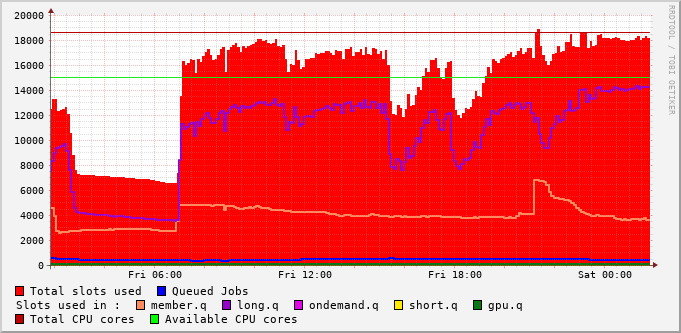 20000
18000
16000
14000
12000
10000
8000
6000
4000
2000
0
Fri 06:00 Fri 12:00 Fri 18:00 Sat 00:00
Total slots used Queued Jobs
Slots used in : member.q long.q ondemand.q short.q gpu.q
Total CPU cores Available CPU cores
RRDTOOL / TOBI OETIKER